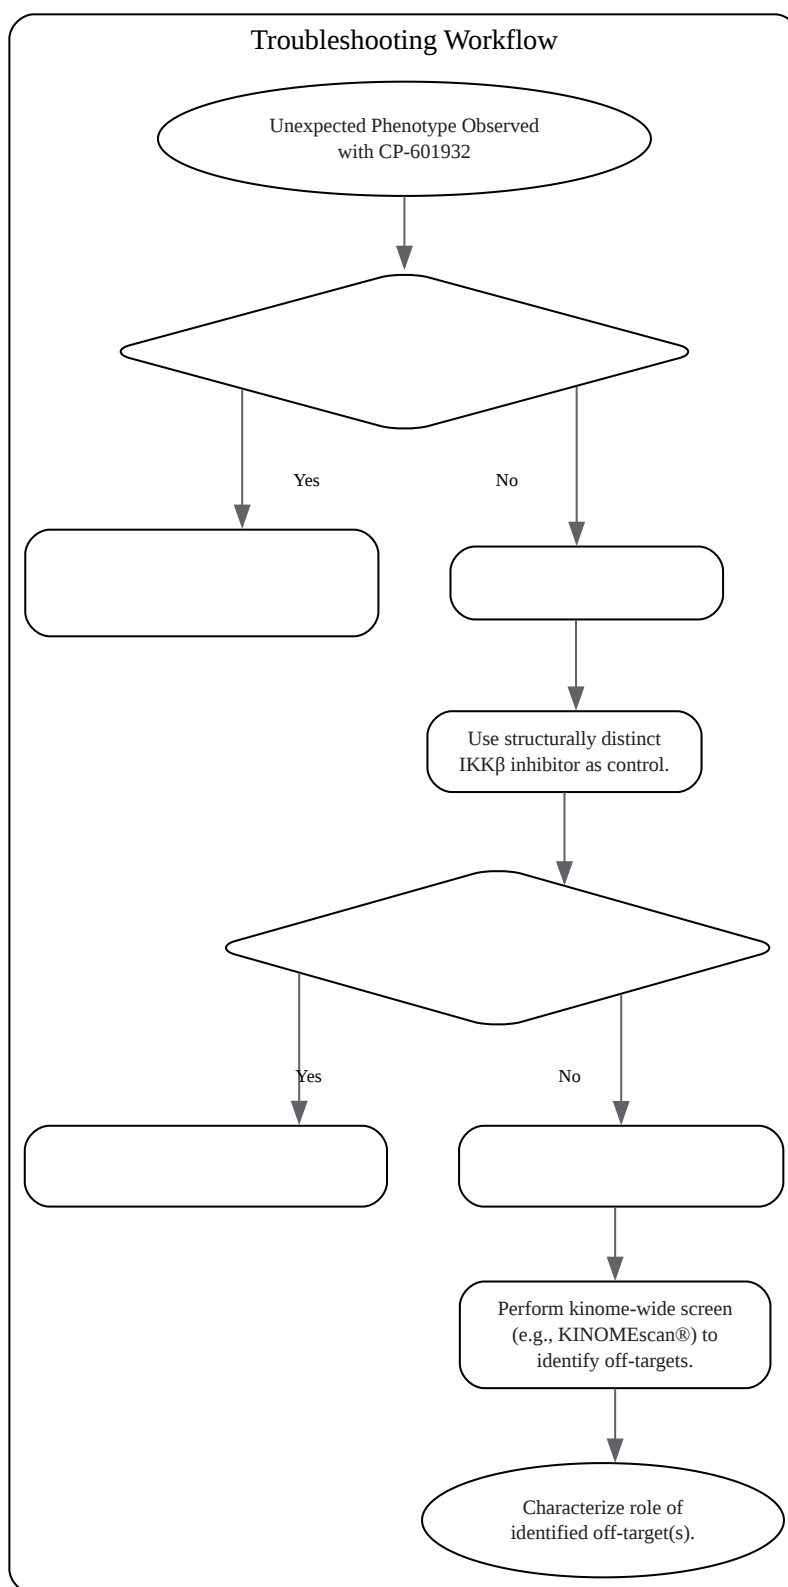 Troubleshooting Workflow
Unexpected Phenotype Observed
with CP-601932
Yes
No
Use structurally distinct
IKKβ inhibitor as control.
Yes
No
Perform kinome-wide screen
(e.g., KINOMEscan®) to
identify off-targets.
Characterize role of
identified off-target(s).